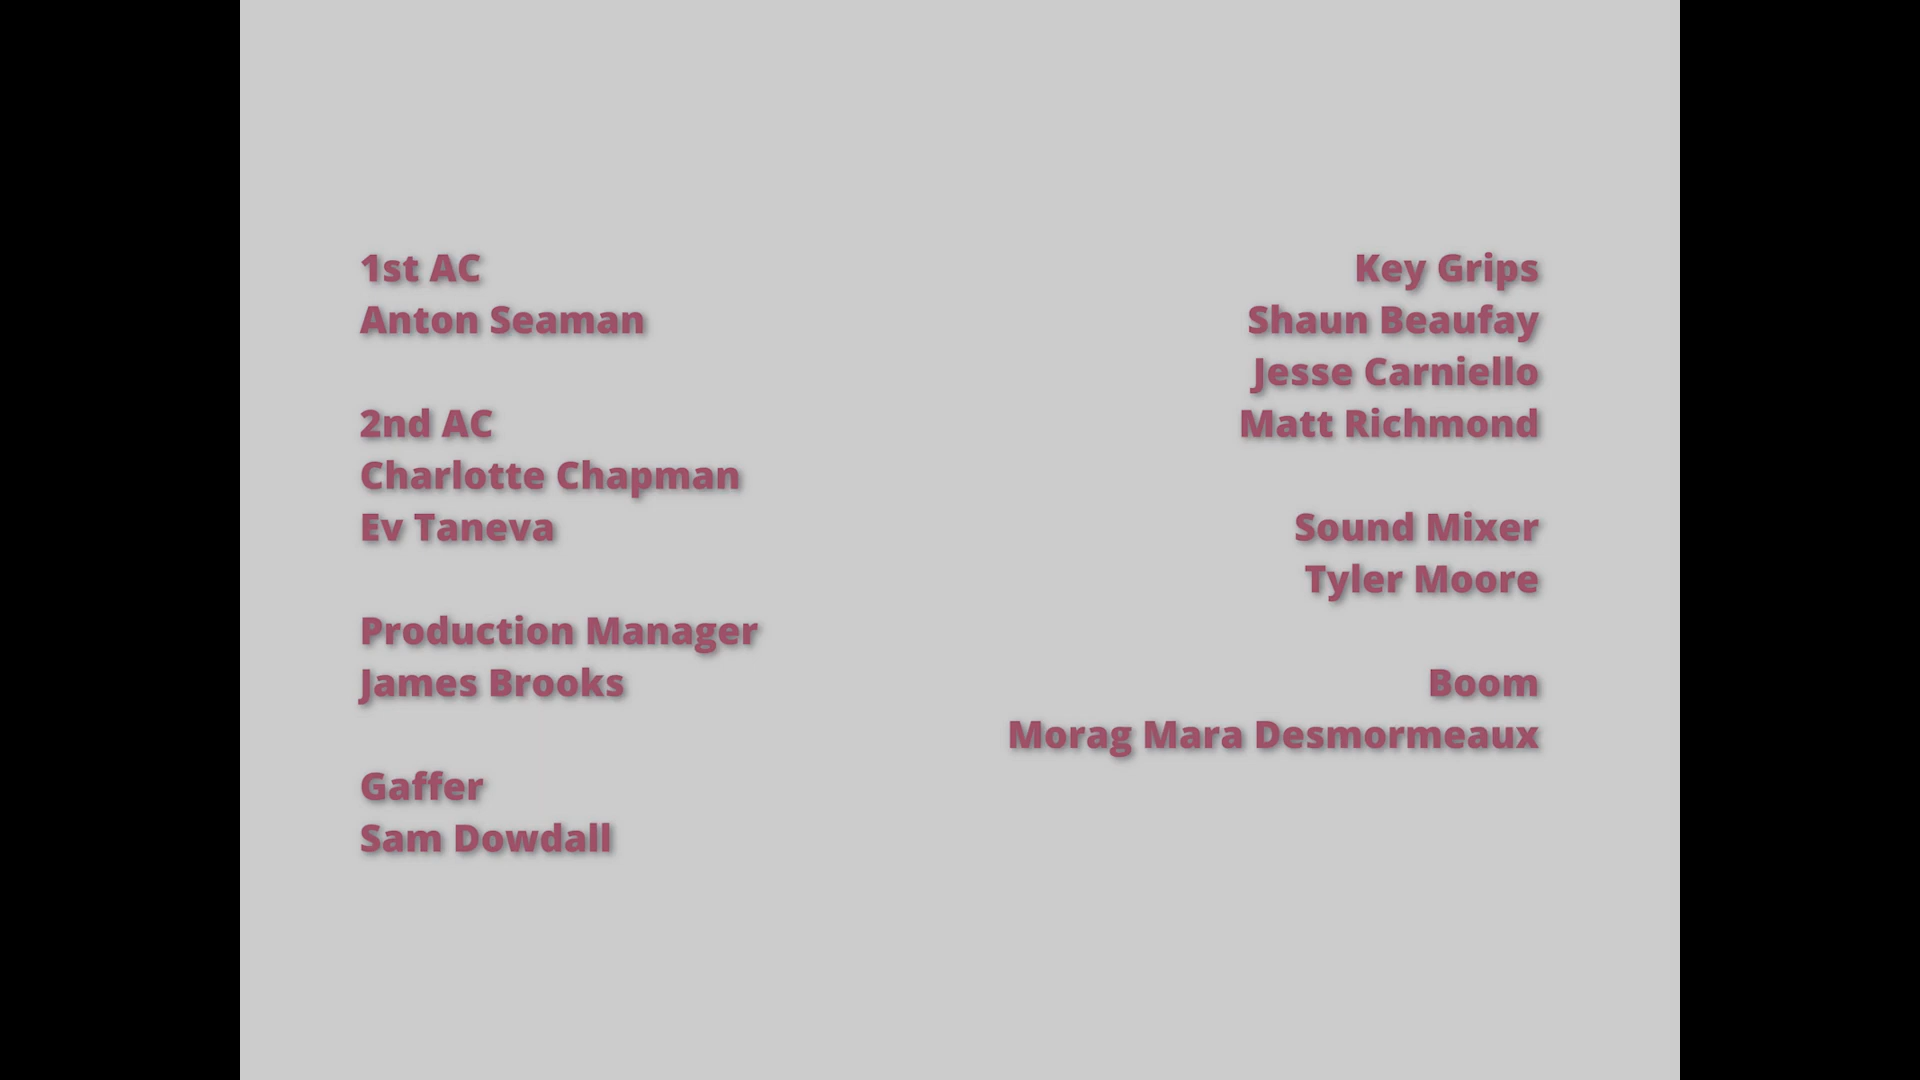 1st AC
Anton Seaman
2nd AC
Charlotte Chapman
Ev Taneva
Production Manager
James Brooks
Gaffer
Sam Dowdall
Key Grips
Shaun Beaufay
Jesse Carniello
Matt Richmond
Sound Mixer
Tyler Moore
Boom
Morag Mara Desmormeaux